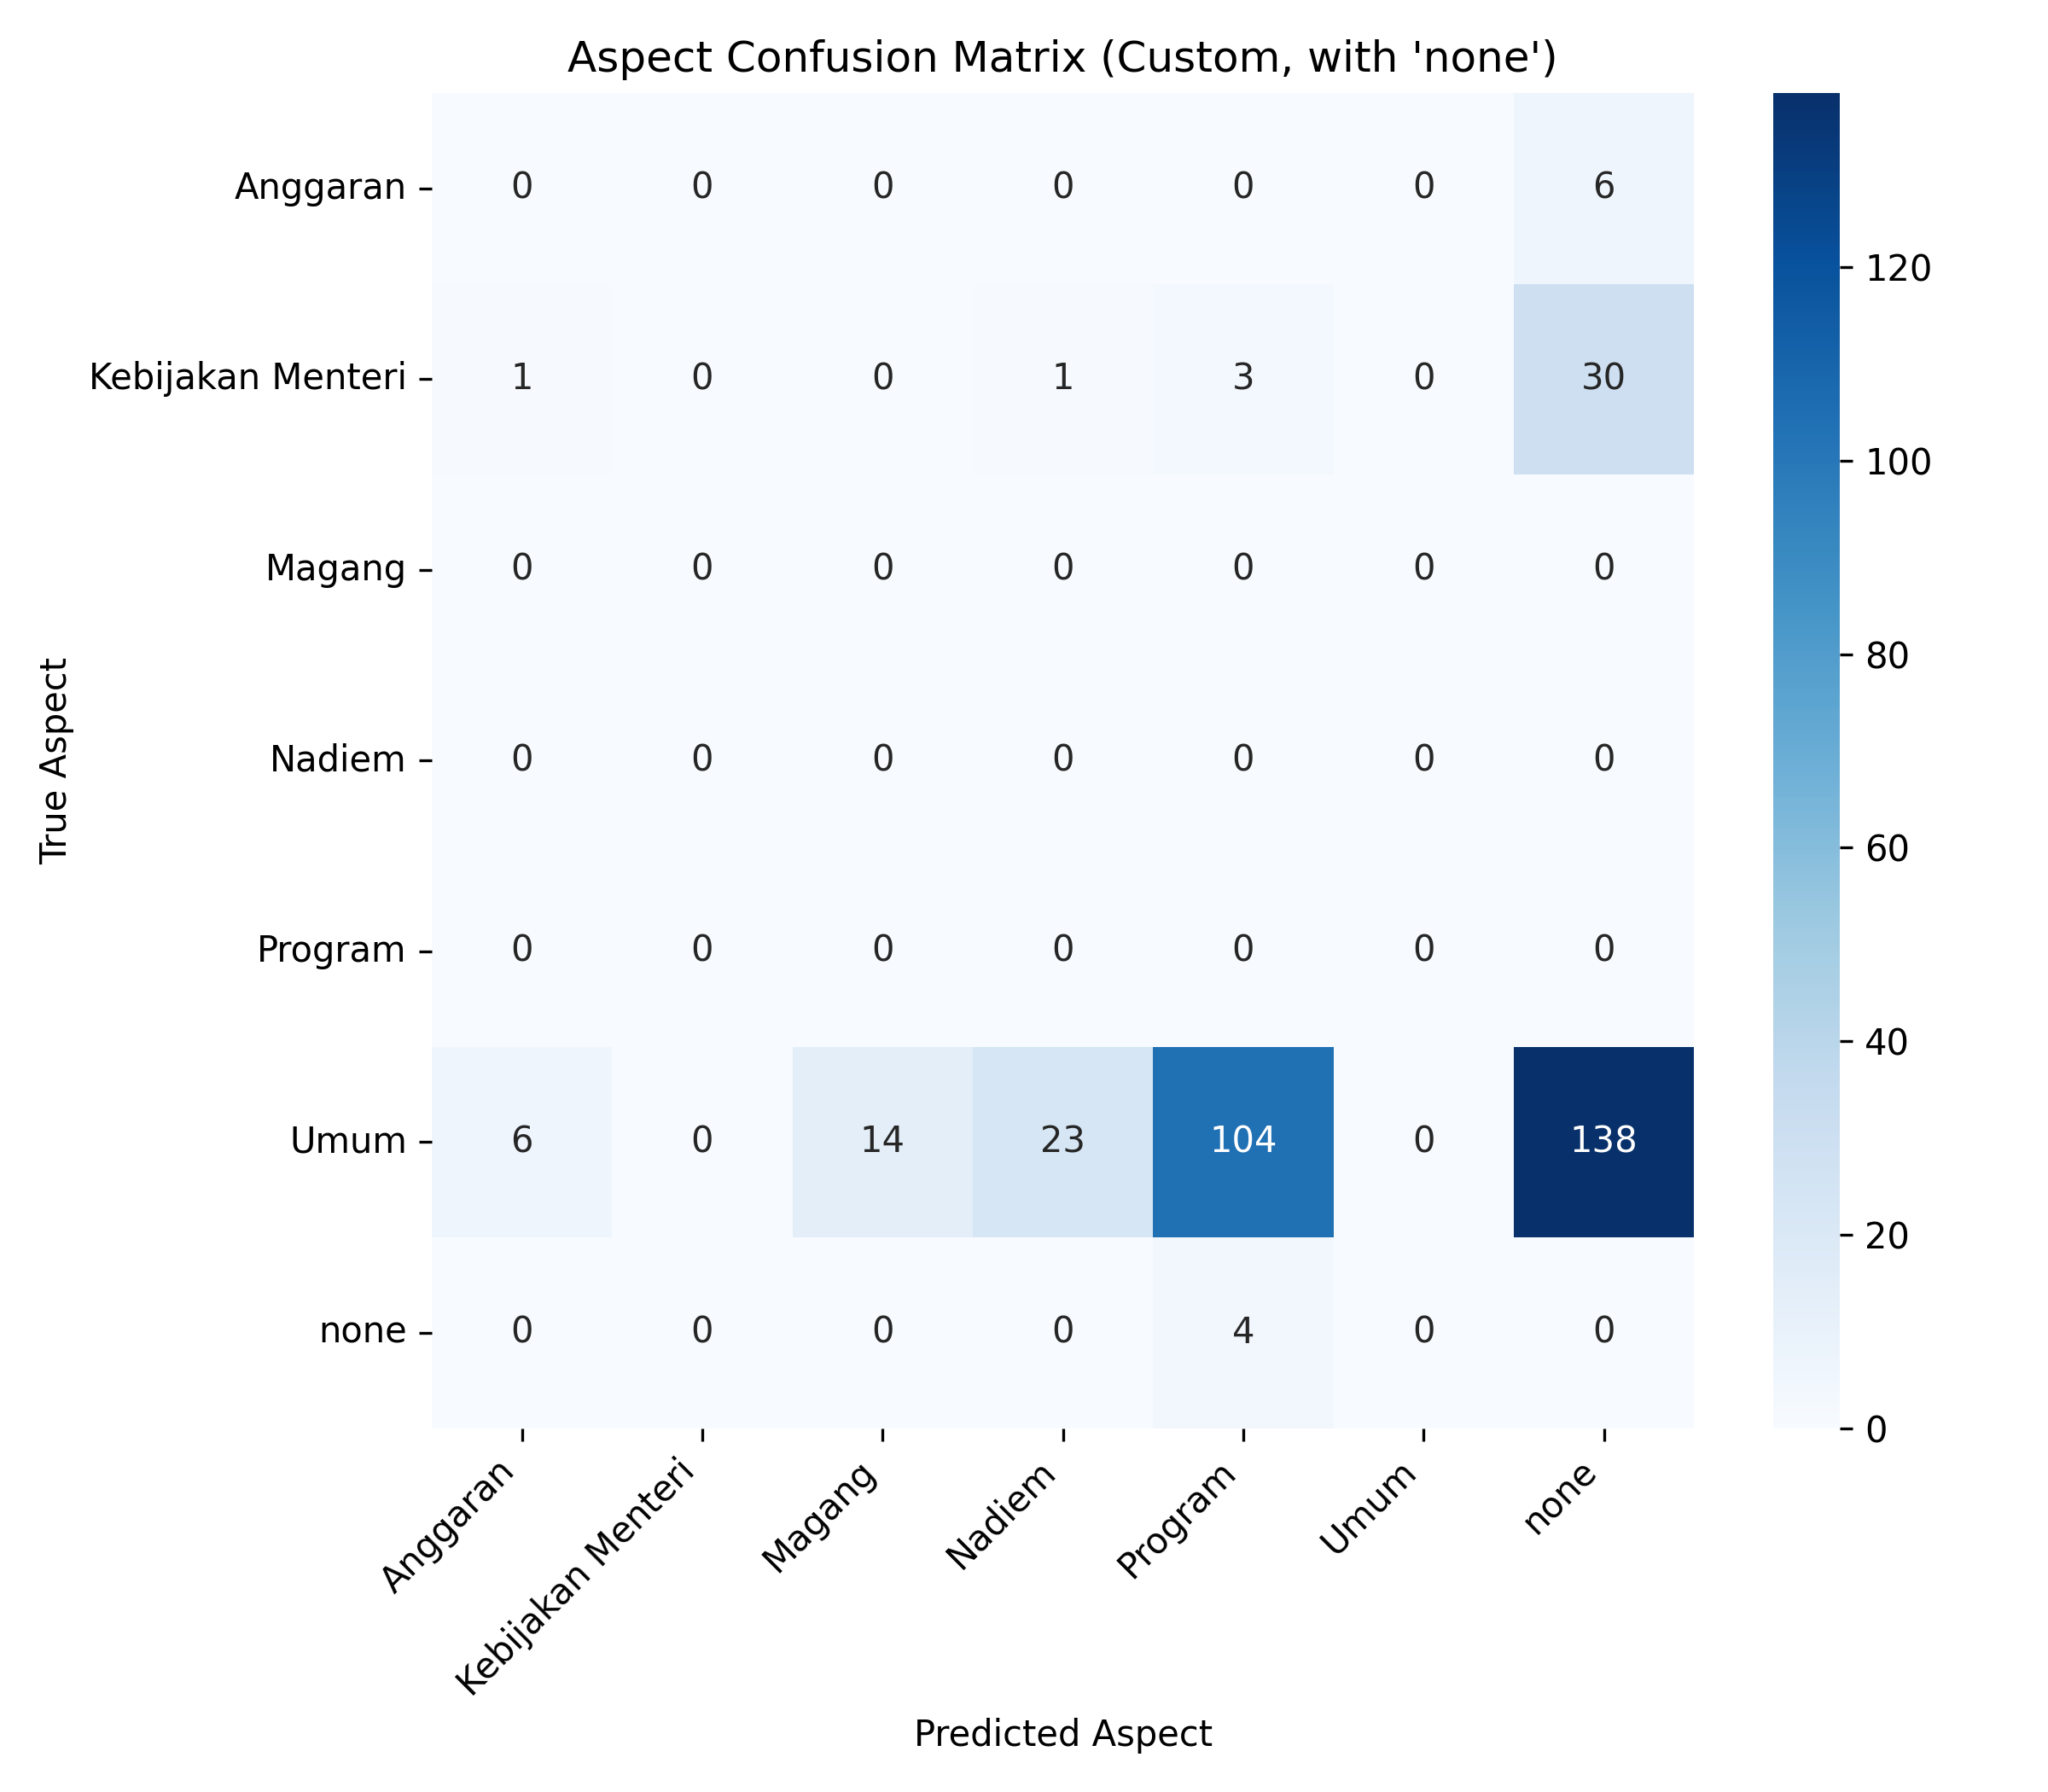 Aspect Confusion Matrix (Custom, with 'none')
True Aspect
Anggaran 0 0 0 0 0 0 6
Kebijakan Menteri 1 0 0 1 3 0 30
Magang 0 0 0 0 0 0 0
Nadiem 0 0 0 0 0 0 0
Program 0 0 0 0 0 0 0
Umum 6 0 14 23 104 0 138
none 0 0 0 0 4 0 0
Anggaran Kebijakan Menteri Magang Nadiem Program Umum none
Predicted Aspect
120
100
80
60
40
20
0